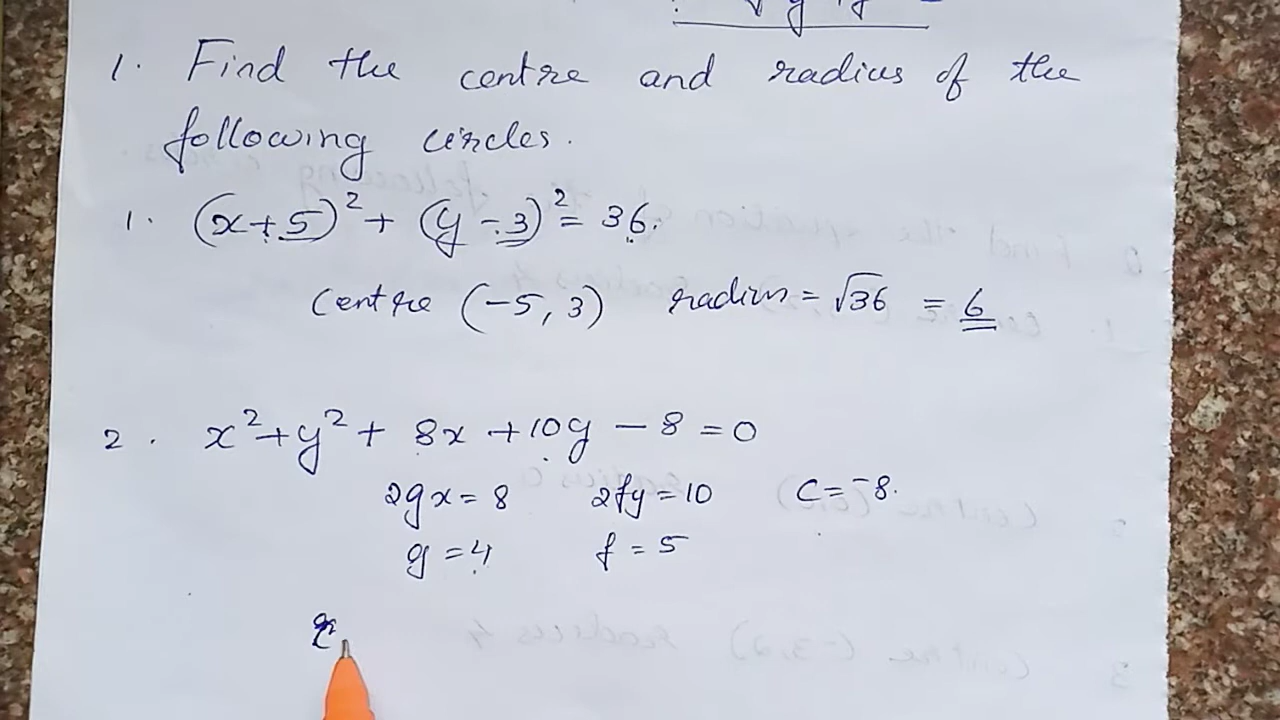 1. Find the centre and radius of the
following circles.
1. (x+5)² + (y-3)² = 36.
Centre (-5, 3) radius = √36 = 6
2. x² + y² + 8x + 10y - 8 = 0
2gx = 8 2fy = 10 C = -8.
g = 4 f = 5